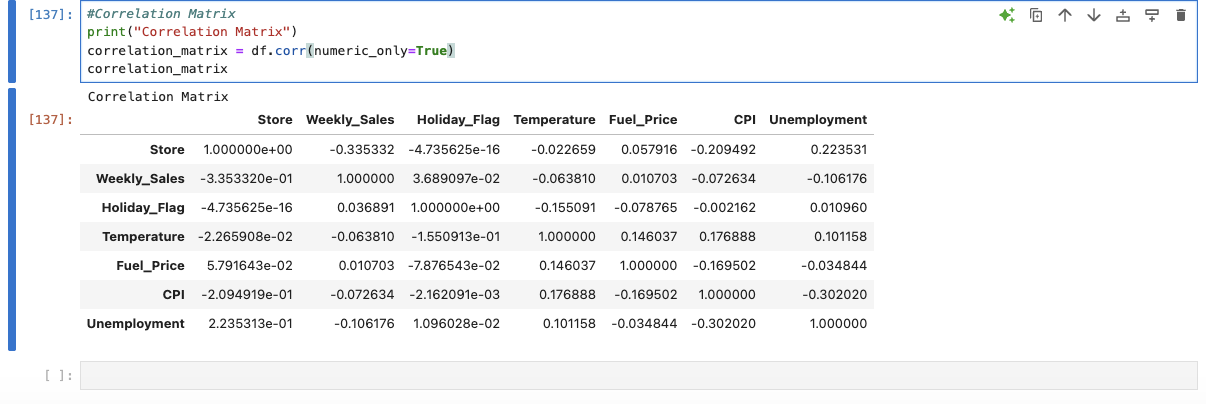 [137]: #Correlation Matrix
print("Correlation Matrix")
correlation_matrix = df.corr(numeric_only=True)
correlation_matrix
Correlation Matrix
[137]: Store Weekly_Sales Holiday_Flag Temperature Fuel_Price CPI Unemployment
Store 1.000000e+00 -0.335332 -4.735625e-16 -0.022659 0.057916 -0.209492 0.223531
Weekly_Sales -3.353320e-01 1.000000 3.689097e-02 -0.063810 0.010703 -0.072634 -0.106176
Holiday_Flag -4.735625e-16 0.036891 1.000000e+00 -0.155091 -0.078765 -0.002162 0.010960
Temperature -2.265908e-02 -0.063810 -1.550913e-01 1.000000 0.146037 0.176888 0.101158
Fuel_Price 5.791643e-02 0.010703 -7.876543e-02 0.146037 1.000000 -0.169502 -0.034844
CPI -2.094919e-01 -0.072634 -2.162091e-03 0.176888 -0.169502 1.000000 -0.302020
Unemployment 2.235313e-01 -0.106176 1.096028e-02 0.101158 -0.034844 -0.302020 1.000000
[ ]: